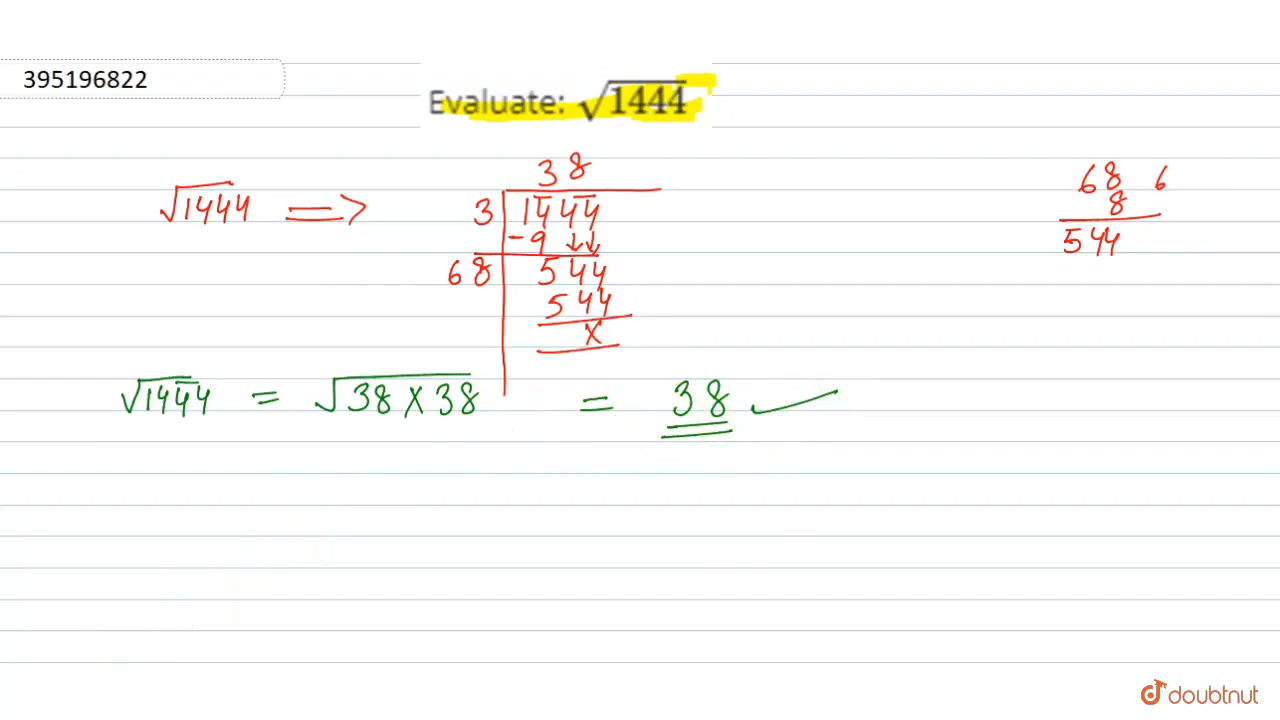 395196822
Evaluate: √1444
38
√1444 => 3 1444 68 6
-9↓↓ 8
68 544 544
544
x
√1444 = √38×38 = 38 ✓
doubtnut